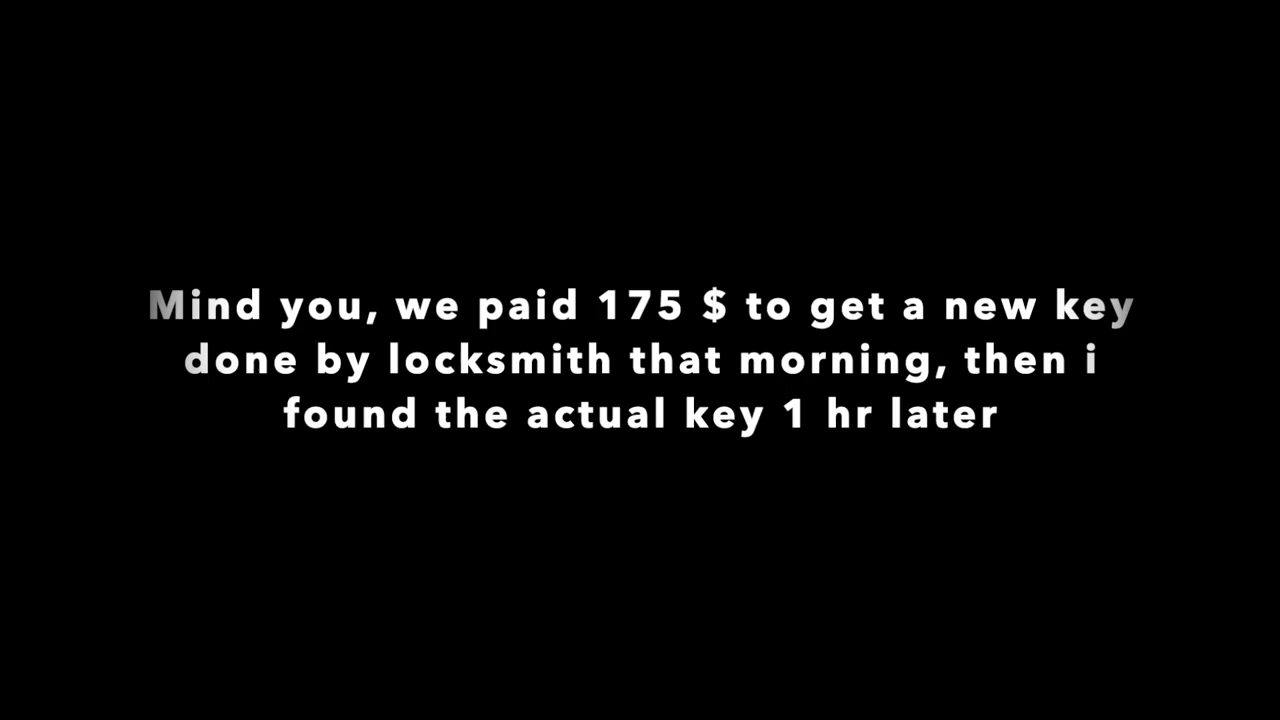 Mind you, we paid 175 $ to get a new key
done by locksmith that morning, then i
found the actual key 1 hr later